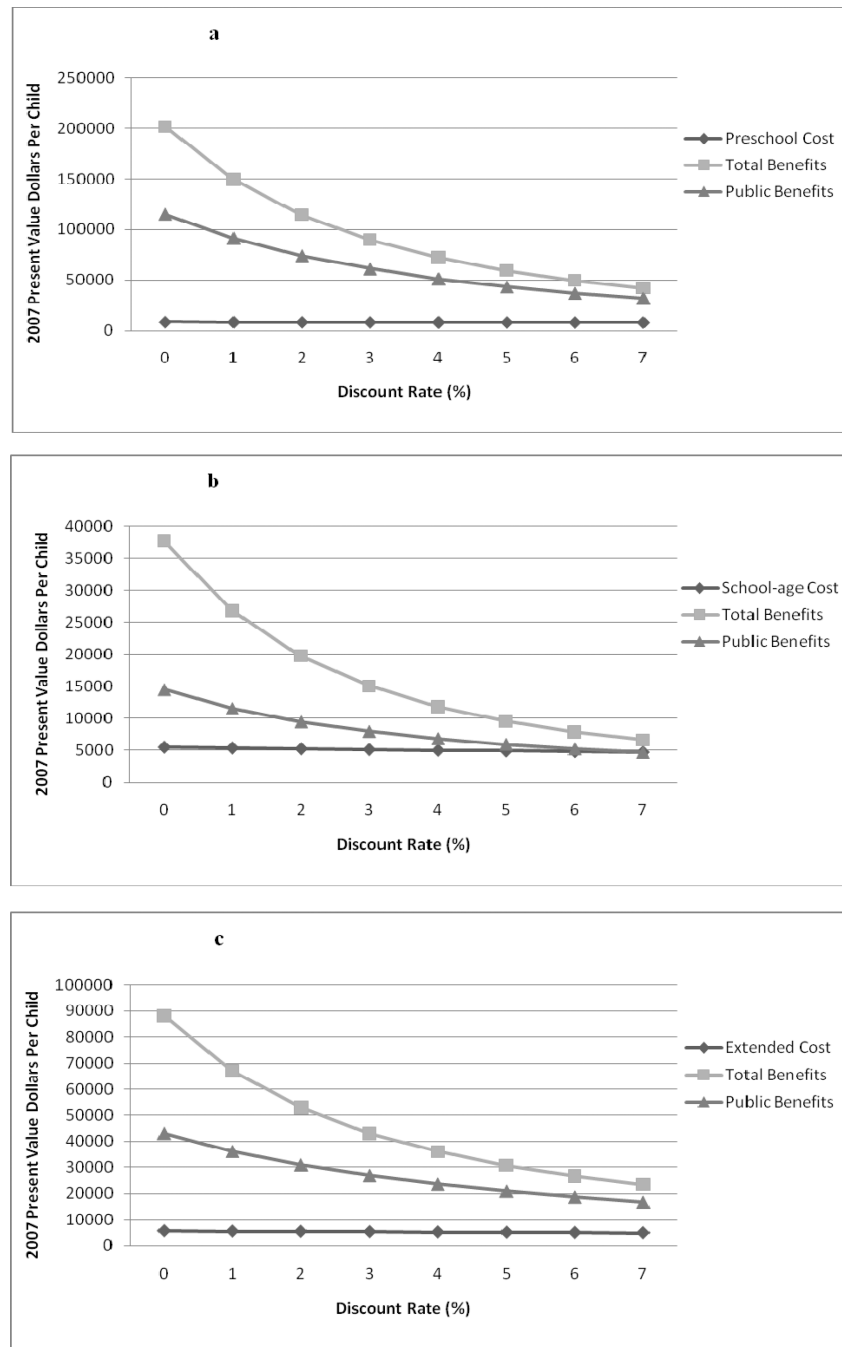 a
2007 Present Value Dollars Per Child
250000
200000
150000
100000
50000
0
0 1 2 3 4 5 6 7
Discount Rate (%)
Preschool Cost
Total Benefits
Public Benefits
b
2007 Present Value Dollars Per Child
40000
35000
30000
25000
20000
15000
10000
5000
0
0 1 2 3 4 5 6 7
Discount Rate (%)
School-age Cost
Total Benefits
Public Benefits
c
2007 Present Value Dollars Per Child
100000
90000
80000
70000
60000
50000
40000
30000
20000
10000
0
0 1 2 3 4 5 6 7
Discount Rate (%)
Extended Cost
Total Benefits
Public Benefits